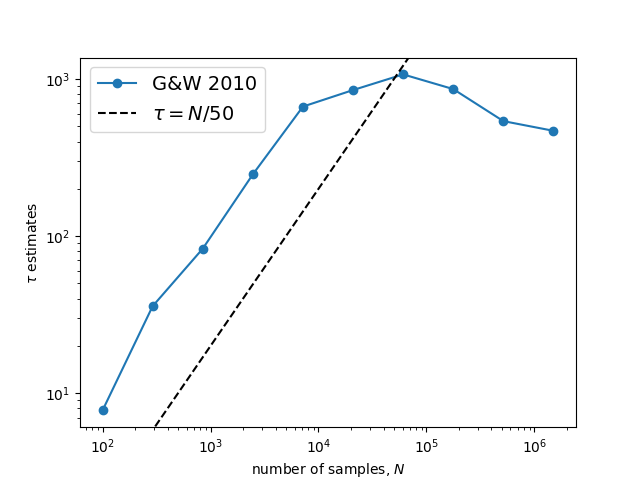 G&W 2010
τ = N/50
10³
10²
10¹
τ estimates
10² 10³ 10⁴ 10⁵ 10⁶
number of samples, N